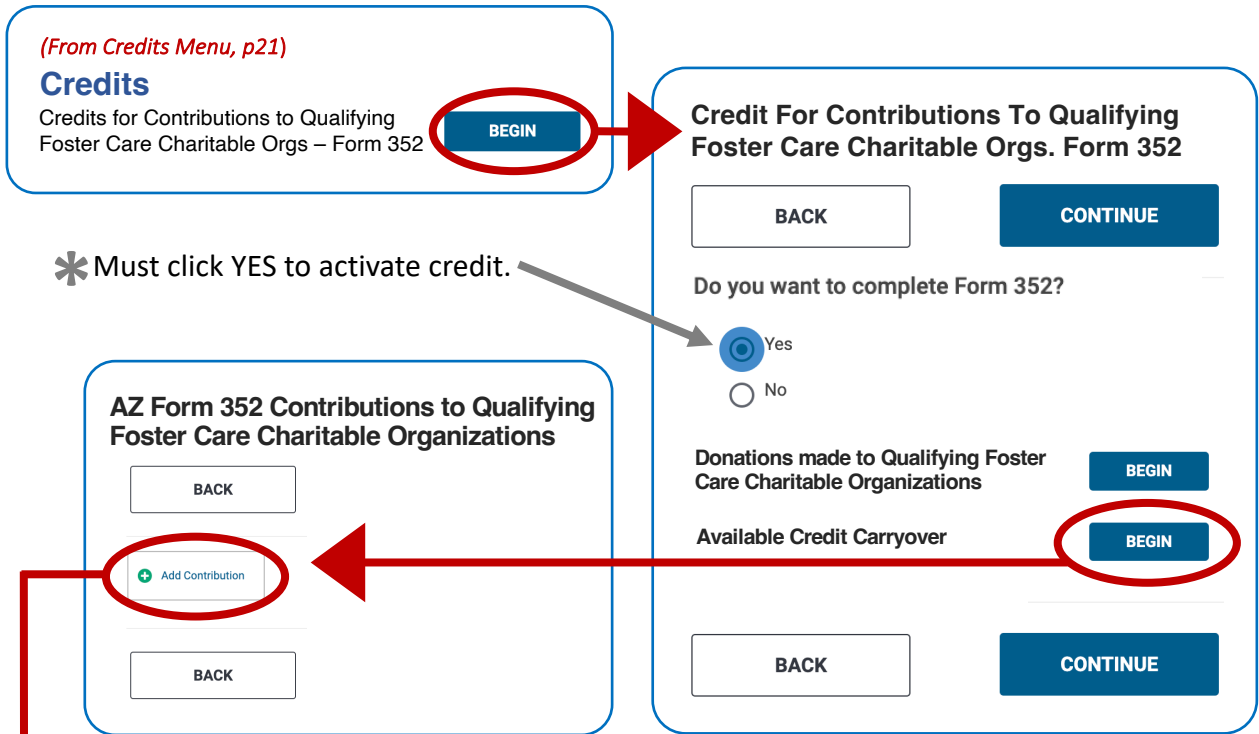 (From Credits Menu, p21)
Credits
Credits for Contributions to Qualifying
Foster Care Charitable Orgs – Form 352
BEGIN
Credit For Contributions To Qualifying
Foster Care Charitable Orgs. Form 352
BACK
CONTINUE
✱Must click YES to activate credit.
Do you want to complete Form 352?
Yes
No
Donations made to Qualifying Foster
Care Charitable Organizations
BEGIN
Available Credit Carryover
BEGIN
BACK
CONTINUE
AZ Form 352 Contributions to Qualifying
Foster Care Charitable Organizations
BACK
Add Contribution
BACK